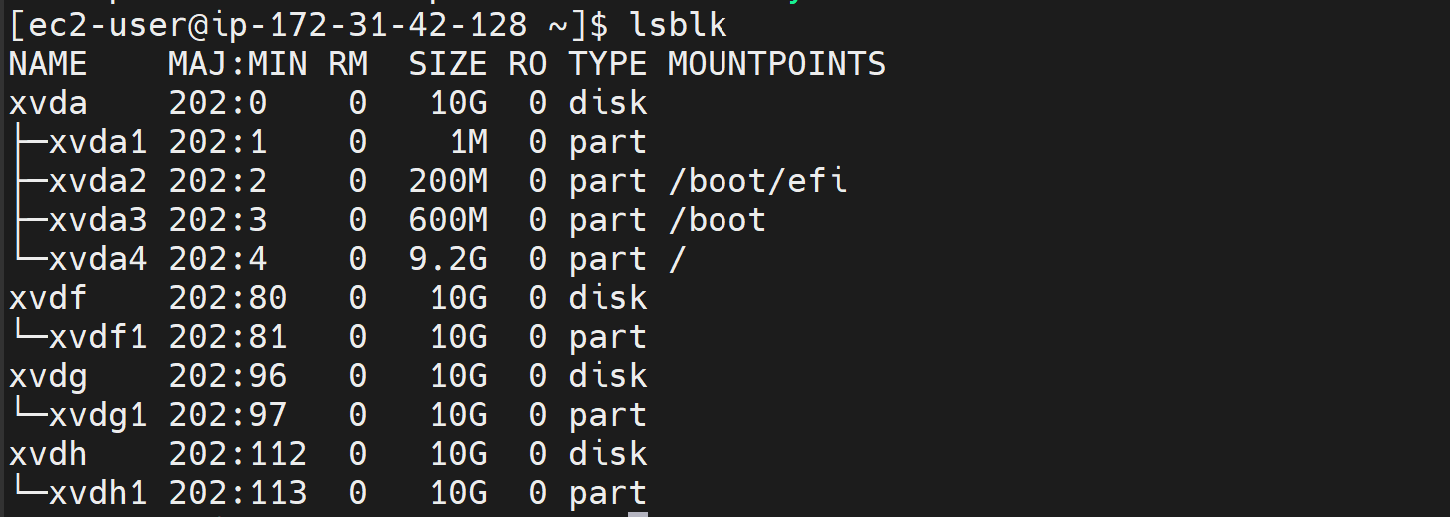 [ec2-user@ip-172-31-42-128 ~]$ lsblk
NAME    MAJ:MIN RM  SIZE RO TYPE MOUNTPOINTS
xvda    202:0    0   10G  0 disk
├─xvda1 202:1    0    1M  0 part
├─xvda2 202:2    0  200M  0 part /boot/efi
├─xvda3 202:3    0  600M  0 part /boot
└─xvda4 202:4    0  9.2G  0 part /
xvdf    202:80   0   10G  0 disk
└─xvdf1 202:81   0   10G  0 part
xvdg    202:96   0   10G  0 disk
└─xvdg1 202:97   0   10G  0 part
xvdh    202:112  0   10G  0 disk
└─xvdh1 202:113  0   10G  0 part